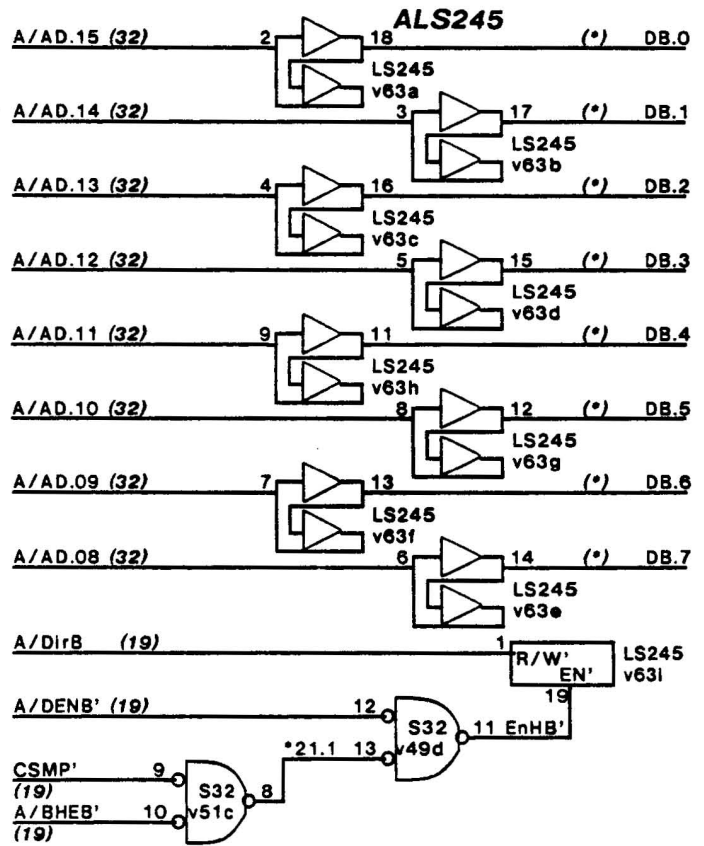 ALS245
A/AD.15 (32) 2 18 (*) DB.0
LS245
v63a
A/AD.14 (32) 3 17 (*) DB.1
LS245
v63b
A/AD.13 (32) 4 16 (*) DB.2
LS245
v63c
A/AD.12 (32) 5 15 (*) DB.3
LS245
v63d
A/AD.11 (32) 9 11 (*) DB.4
LS245
v63h
A/AD.10 (32) 8 12 (*) DB.5
LS245
v63g
A/AD.09 (32) 7 13 (*) DB.6
LS245
v63f
A/AD.08 (32) 6 14 (*) DB.7
LS245
v63e
A/DirB (19) 1 R/W' LS245
EN' v63i
19
A/DENB' (19) 12 S32 11 EnHB'
*21.1 13 v49d
CSMP' 9 S32 8
(19)
A/BHEB' 10 v51c
(19)